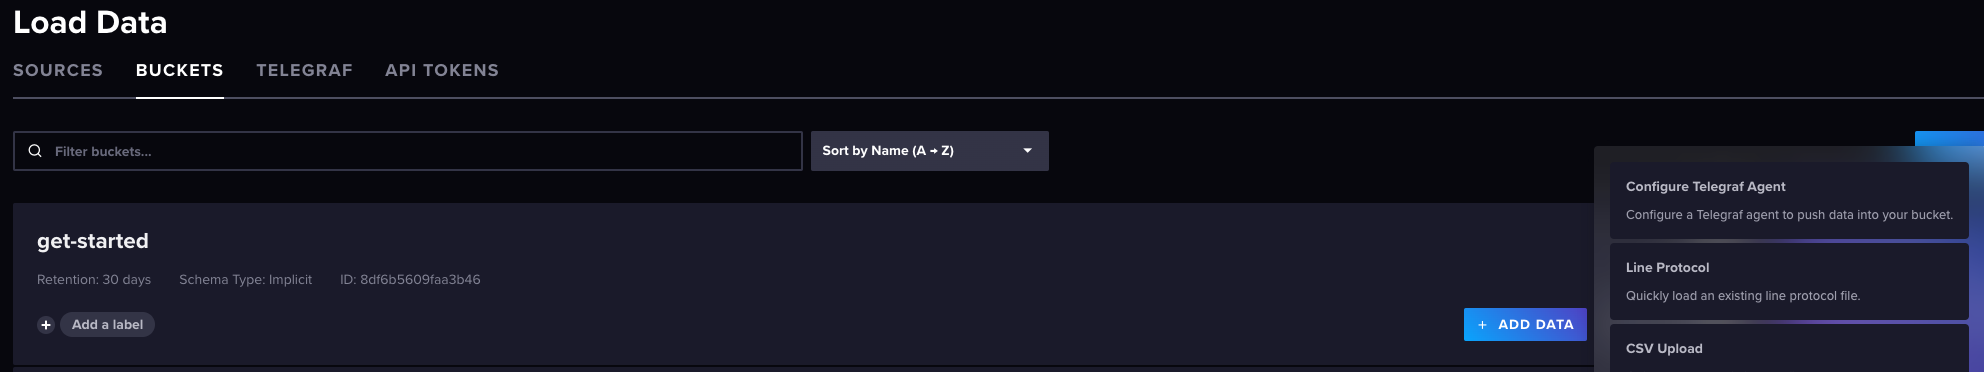 Load Data
SOURCES BUCKETS TELEGRAF API TOKENS
Filter buckets...
Sort by Name (A → Z)
get-started
Retention: 30 days Schema Type: Implicit ID: 8df6b5609faa3b46
+ Add a label
+ ADD DATA
Configure Telegraf Agent
Configure a Telegraf agent to push data into your bucket.
Line Protocol
Quickly load an existing line protocol file.
CSV Upload